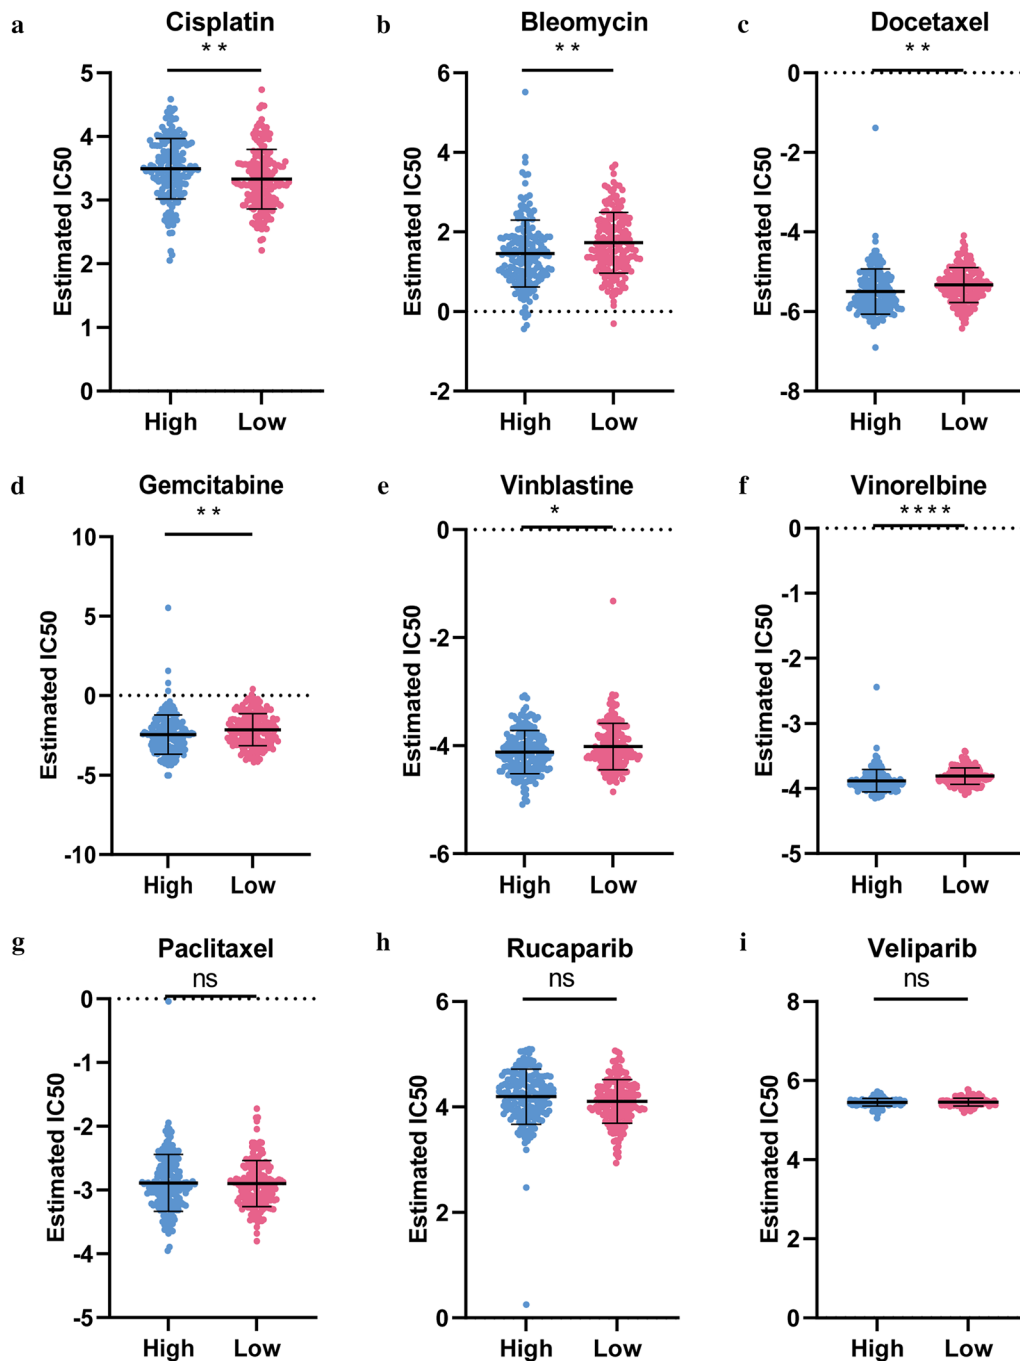 a Cisplatin
**
Estimated IC50
5
4
3
2
1
0
High Low
b Bleomycin
**
Estimated IC50
6
4
2
0
-2
High Low
c Docetaxel
**
Estimated IC50
0
-2
-4
-6
-8
High Low
d Gemcitabine
**
Estimated IC50
10
5
0
-5
-10
High Low
e Vinblastine
*
Estimated IC50
0
-2
-4
-6
High Low
f Vinorelbine
****
Estimated IC50
0
-1
-2
-3
-4
-5
High Low
g Paclitaxel
ns
Estimated IC50
0
-1
-2
-3
-4
-5
High Low
h Rucaparib
ns
Estimated IC50
6
4
2
0
High Low
i Veliparib
ns
Estimated IC50
8
6
4
2
0
High Low